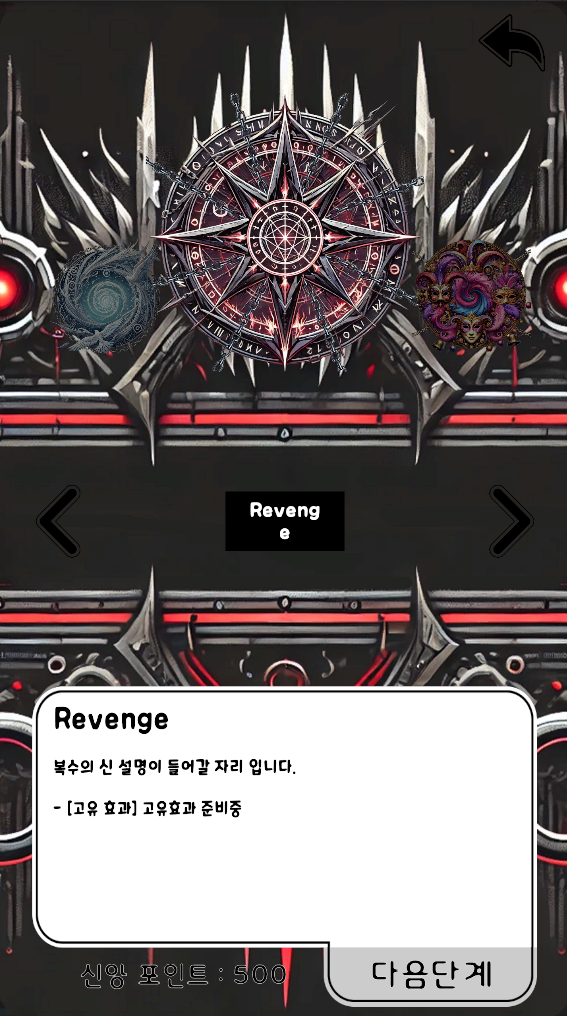 Reveng
e
Revenge
복수의 신 설명이 들어갈 자리 입니다.
- [고유 효과] 고유효과 준비중
신앙 포인트 : 500
다음단계